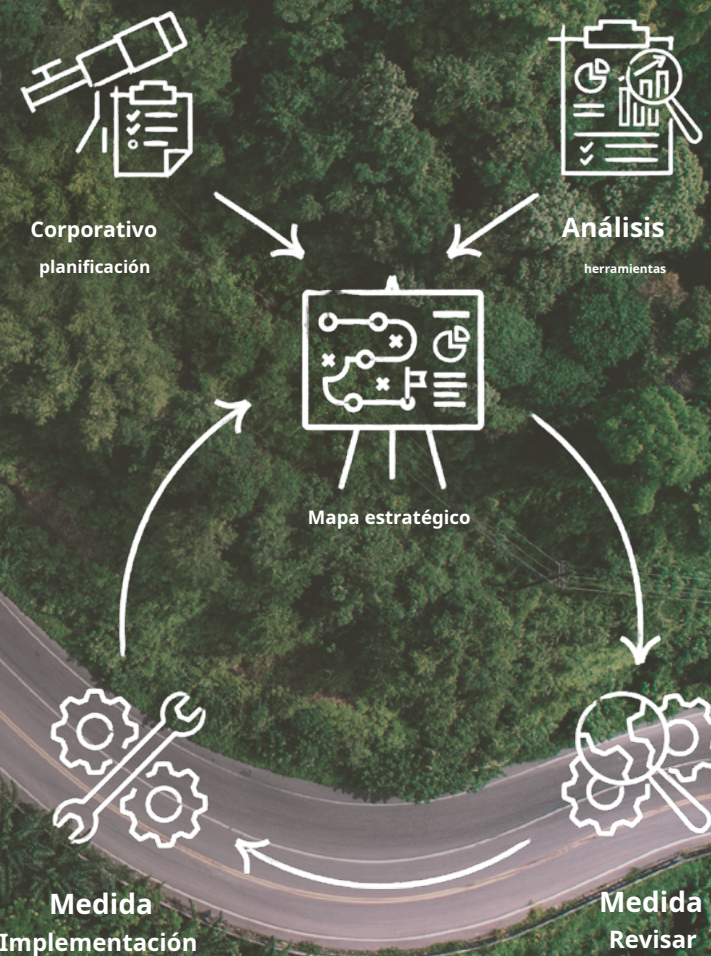 Corporativo
planificación
Análisis
herramientas
Mapa estratégico
Medida
Implementación
Medida
Revisar